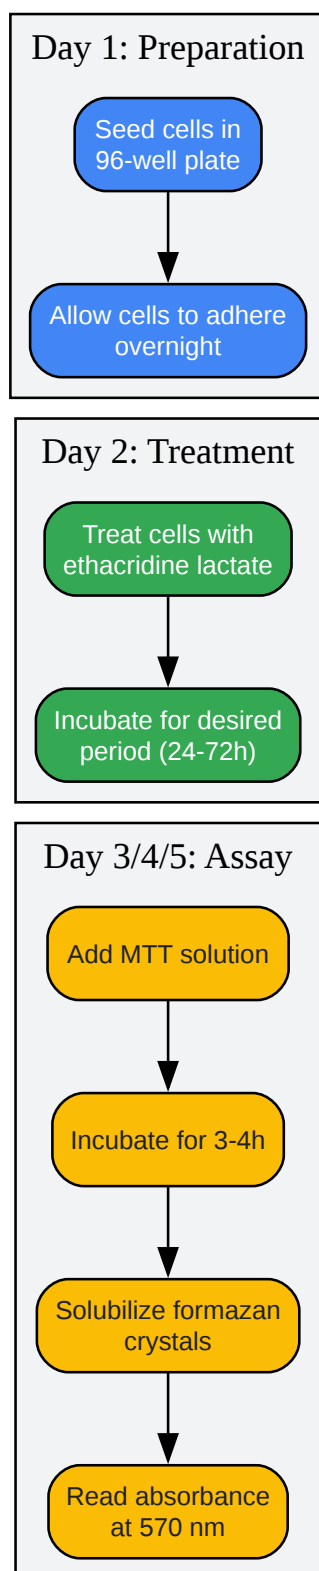 Day 1: Preparation
Seed cells in
96-well plate
Allow cells to adhere
overnight
Day 2: Treatment
Treat cells with
ethacridine lactate
Incubate for desired
period (24-72h)
Day 3/4/5: Assay
Add MTT solution
Incubate for 3-4h
Solubilize formazan
crystals
Read absorbance
at 570 nm